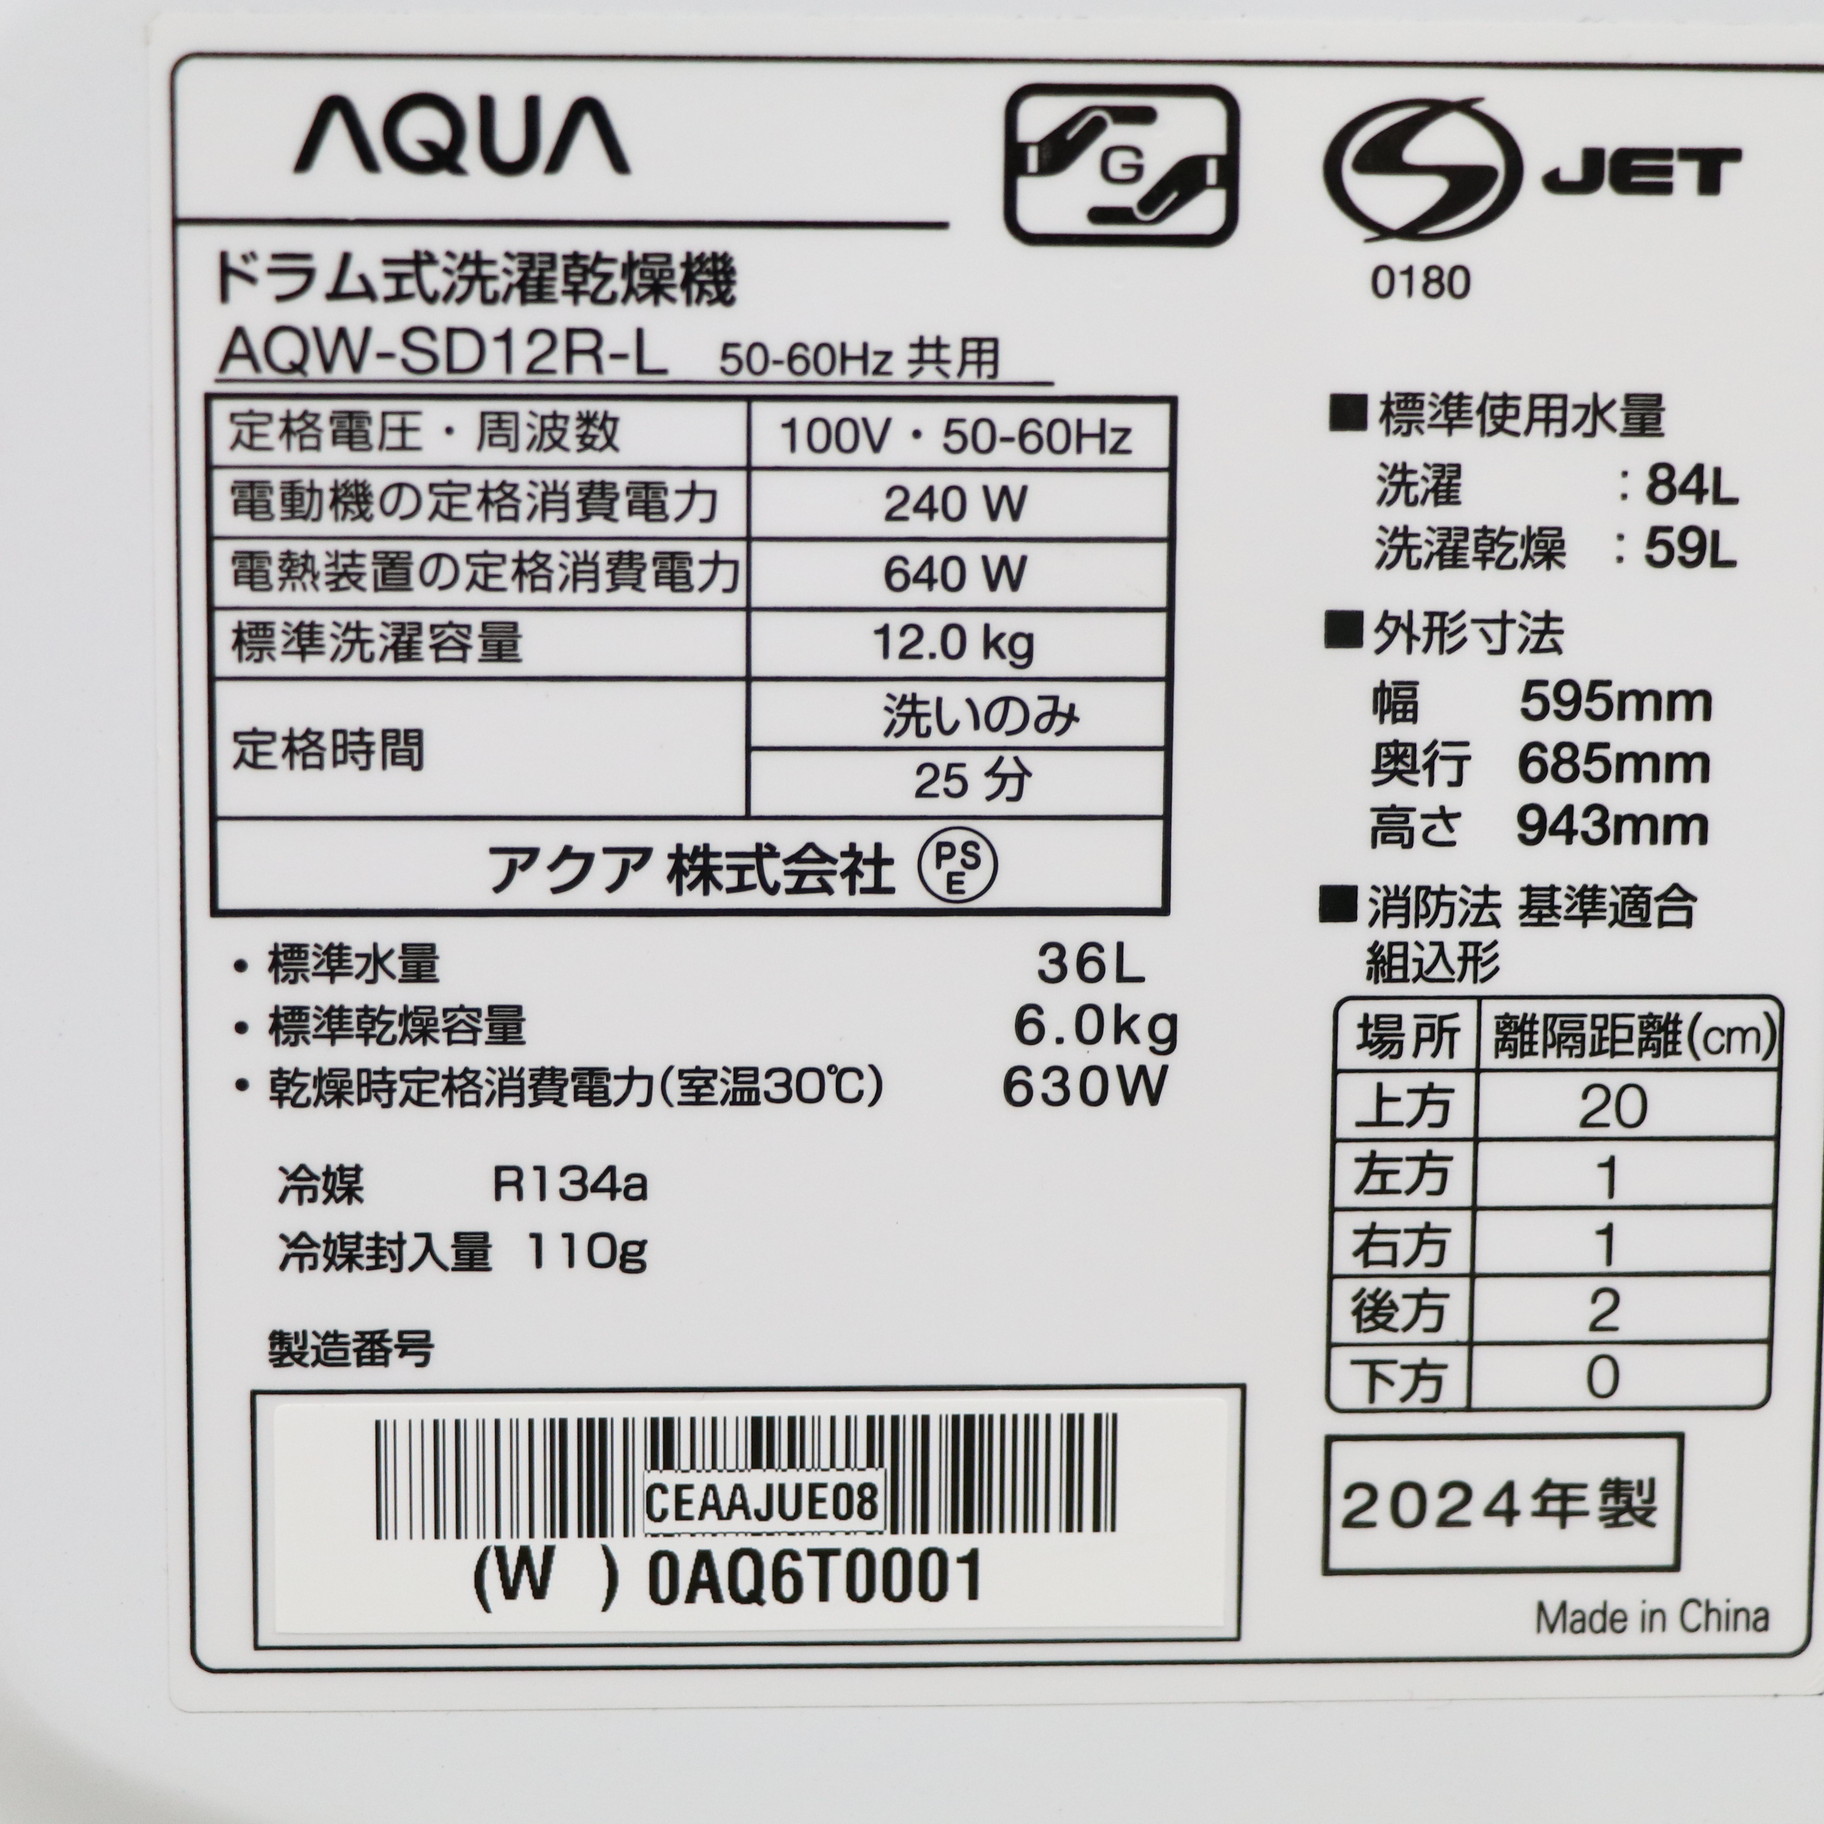 AQUA
G
S JET
0180
ドラム式洗濯乾燥機
AQW-SD12R-L 50-60Hz 共用
定格電圧・周波数 100V・50-60Hz
電動機の定格消費電力 240 W
電熱装置の定格消費電力 640 W
標準洗濯容量 12.0 kg
定格時間 洗いのみ
25 分
アクア 株式会社 PSE
・標準水量 36L
・標準乾燥容量 6.0kg
・乾燥時定格消費電力(室温30℃) 630W
冷媒 R134a
冷媒封入量 110g
製造番号
CEAAJUE08
(W ) 0AQ6T0001
■標準使用水量
洗濯 : 84L
洗濯乾燥 : 59L
■外形寸法
幅 595mm
奥行 685mm
高さ 943mm
■消防法 基準適合
組込形
場所 離隔距離(cm)
上方 20
左方 1
右方 1
後方 2
下方 0
2024年製
Made in China